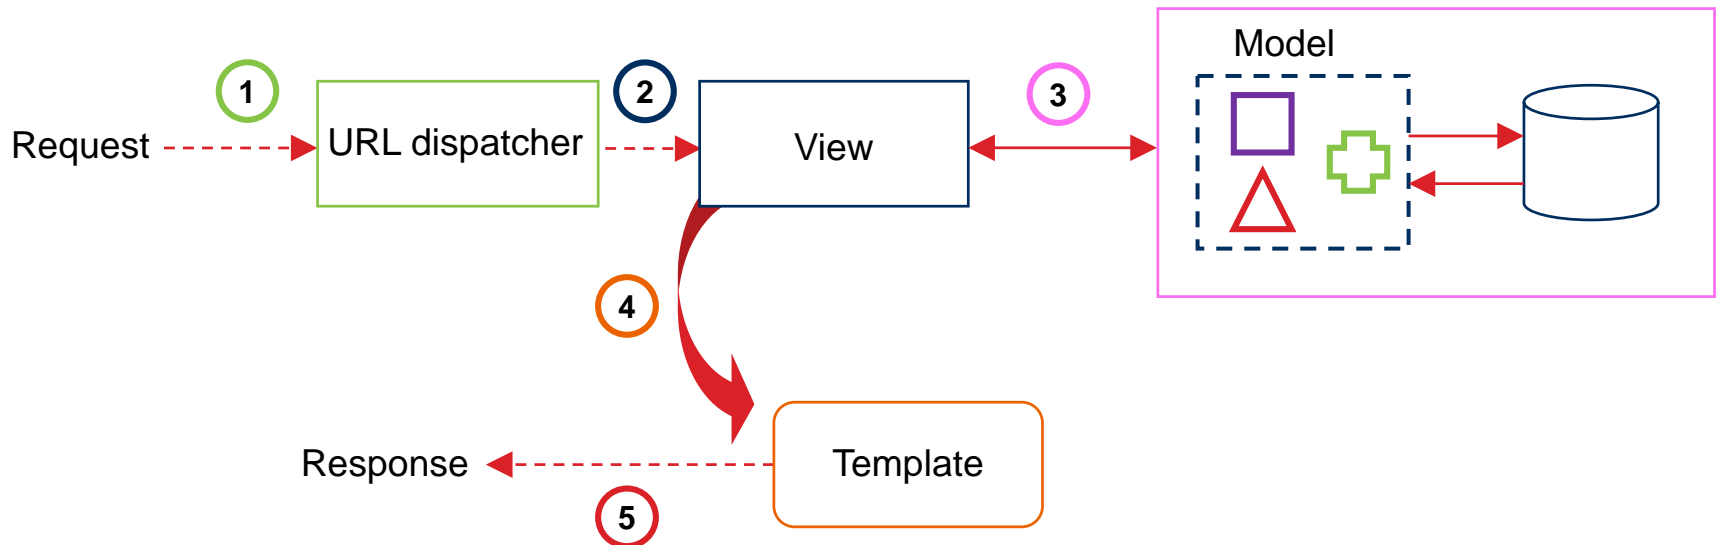 Model
1
2
3
Request
URL dispatcher
View
4
Response
Template
5